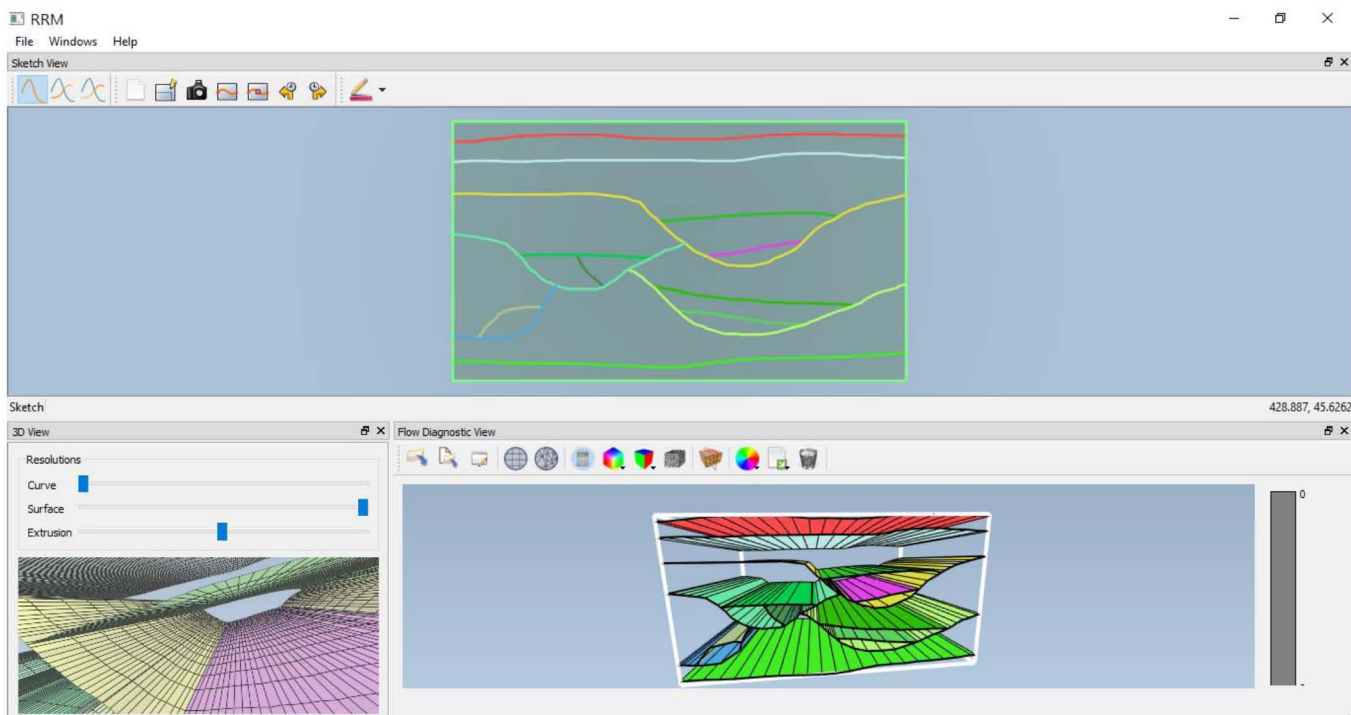 RRM
File Windows Help
Sketch View
Sketch
428.887, 45.6262
3D View
Flow Diagnostic View
Resolutions
Curve
Surface
Extrusion
0